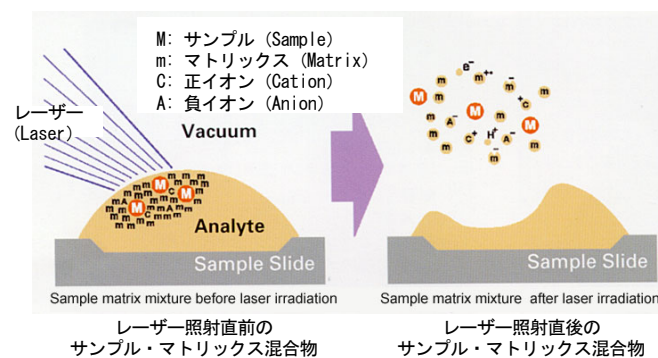 M: サンプル (Sample)
m: マトリックス (Matrix)
C: 正イオン (Cation)
A: 負イオン (Anion)
レーザー
(Laser)
Vacuum
M
M
M
C
A
C
A
m
Analyte
Sample Slide
Sample matrix mixture before laser irradiation
レーザー照射直前の
サンプル・マトリックス混合物
e-
m+•
m-
m
m
M
C+
m
M
m
A-
M
m
C+
H+
A-
m
m-
Sample Slide
Sample matrix mixture after laser irradiation
レーザー照射直後の
サンプル・マトリックス混合物